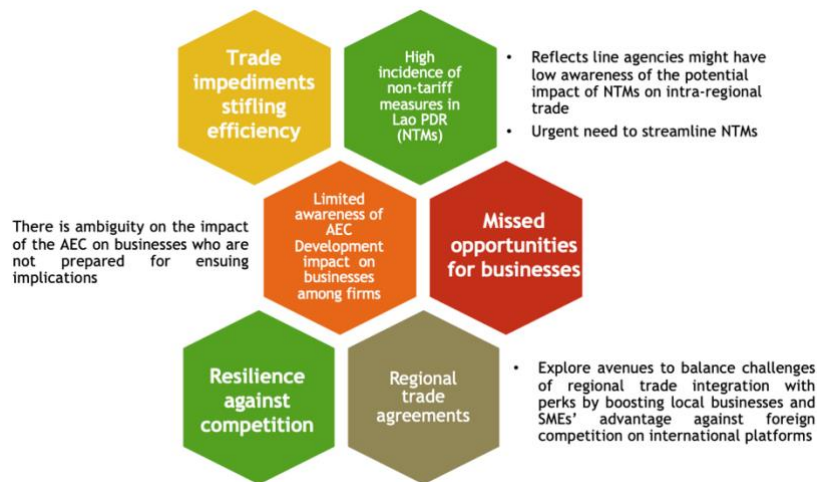 Trade
impediments
stifling
efficiency
High
incidence of
non-tariff
measures in
Lao PDR
(NTMs)
• Reflects line agencies might have
low awareness of the potential
impact of NTMs on intra-regional
trade
• Urgent need to streamline NTMs
There is ambiguity on the impact
of the AEC on businesses who are
not prepared for ensuing
implications
Limited
awareness of
AEC
Development
impact on
businesses
among firms
Missed
opportunities
for businesses
Resilience
against
competition
Regional
trade
agreements
• Explore avenues to balance challenges
of regional trade integration with
perks by boosting local businesses and
SMEs’ advantage against foreign
competition on international platforms